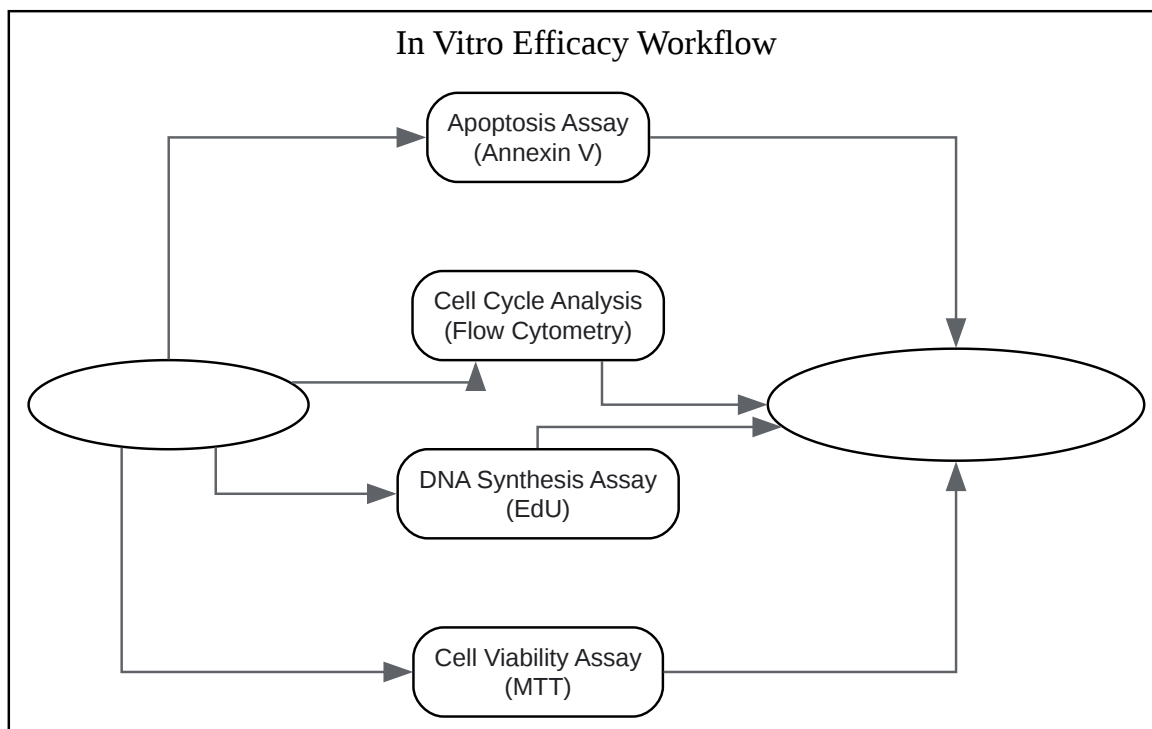 In Vitro Efficacy Workflow
Apoptosis Assay
(Annexin V)
Cell Cycle Analysis
(Flow Cytometry)
DNA Synthesis Assay
(EdU)
Cell Viability Assay
(MTT)